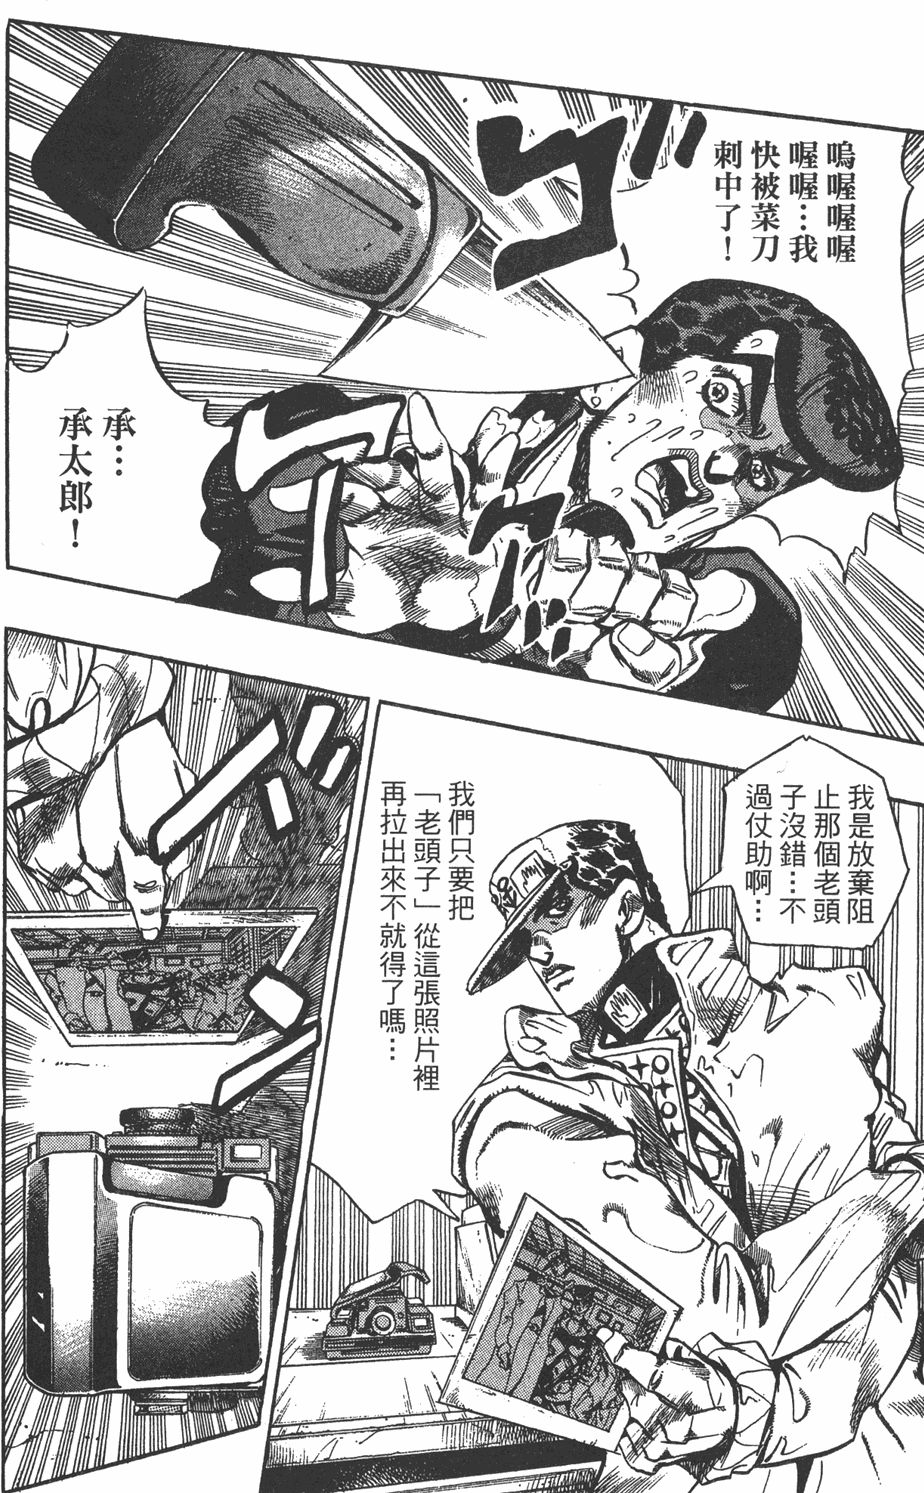 嗚喔喔喔
喔喔…我
快被菜刀
刺中了！
承…
承太郎！
我是放棄阻
止那個老頭
子沒錯…不
過仗助啊…
我們只要把
「老頭子」從這張照片裡
再拉出來不就得了嗎…